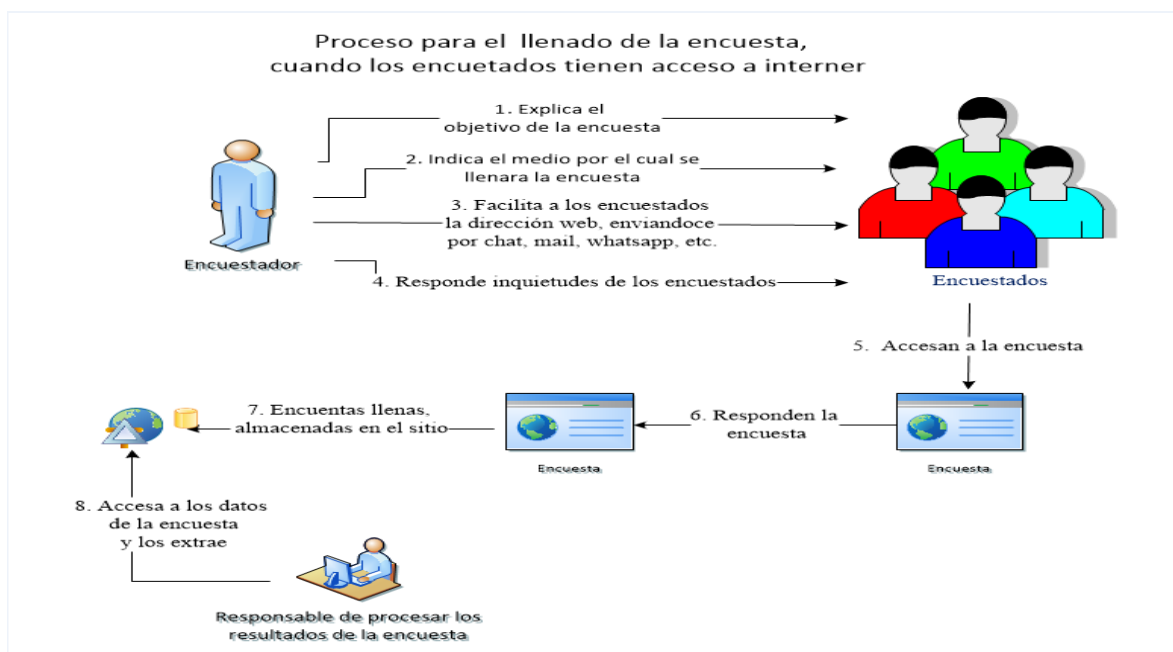 Proceso para el llenado de la encuesta,
cuando los encuetados tienen acceso a interner
1. Explica el
objetivo de la encuesta
2. Indica el medio por el cual se
llenara la encuesta
3. Facilita a los encuestados
la dirección web, enviandoce
por chat, mail, whatsapp, etc.
Encuestador
4. Responde inquietudes de los encuestados
Encuestados
5. Accesan a la encuesta
6. Responden la
encuesta
7. Encuentas llenas,
almacenadas en el sitio
Encuesta
Encuesta
8. Accesa a los datos
de la encuesta
y los extrae
Responsable de procesar los
resultados de la encuesta